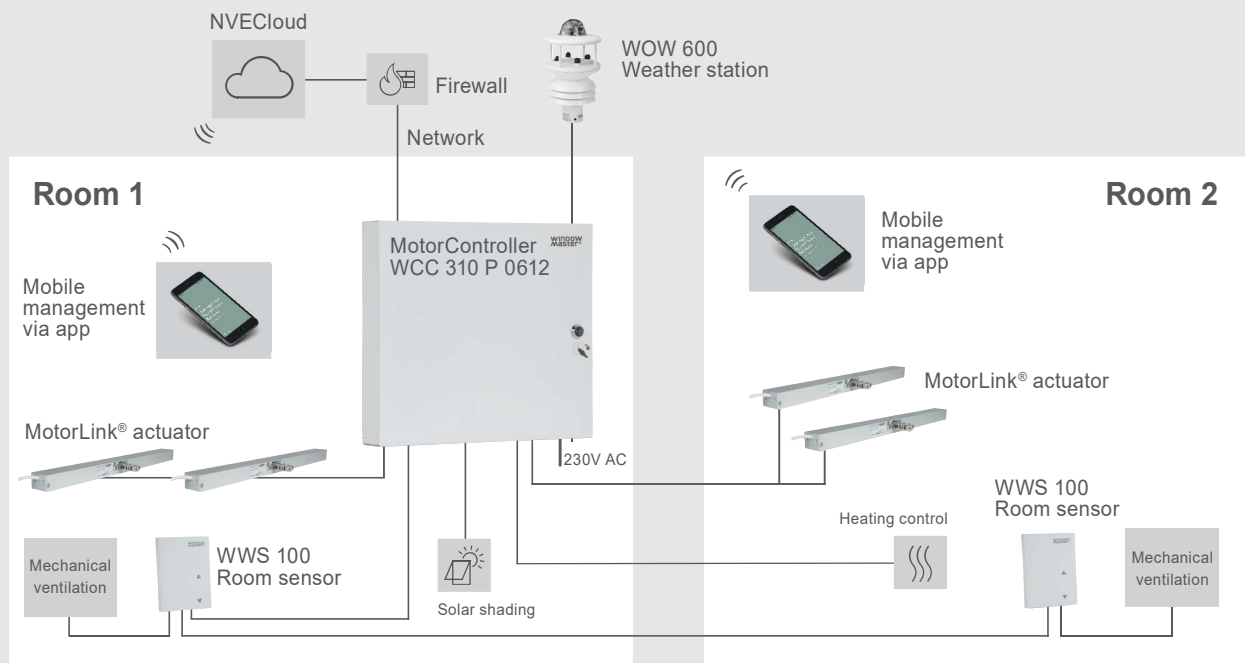 NVECloud
WOW 600
Weather station
Firewall
Network
Room 1
Room 2
MotorController
WCC 310 P 0612
WINDOW
MASTER
Mobile
management
via app
Mobile
management
via app
MotorLink® actuator
MotorLink® actuator
230V AC
WWS 100
Room sensor
Heating control
Mechanical
ventilation
WWS 100
Room sensor
Solar shading
Mechanical
ventilation